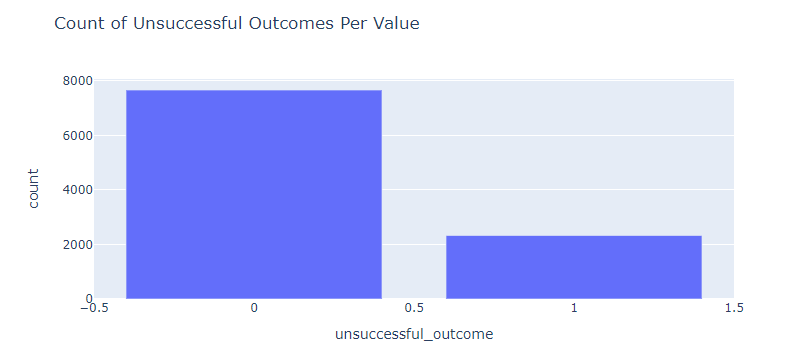 Count of Unsuccessful Outcomes Per Value
8000
6000
4000
2000
0
count
−0.5 0 0.5 1 1.5
unsuccessful_outcome